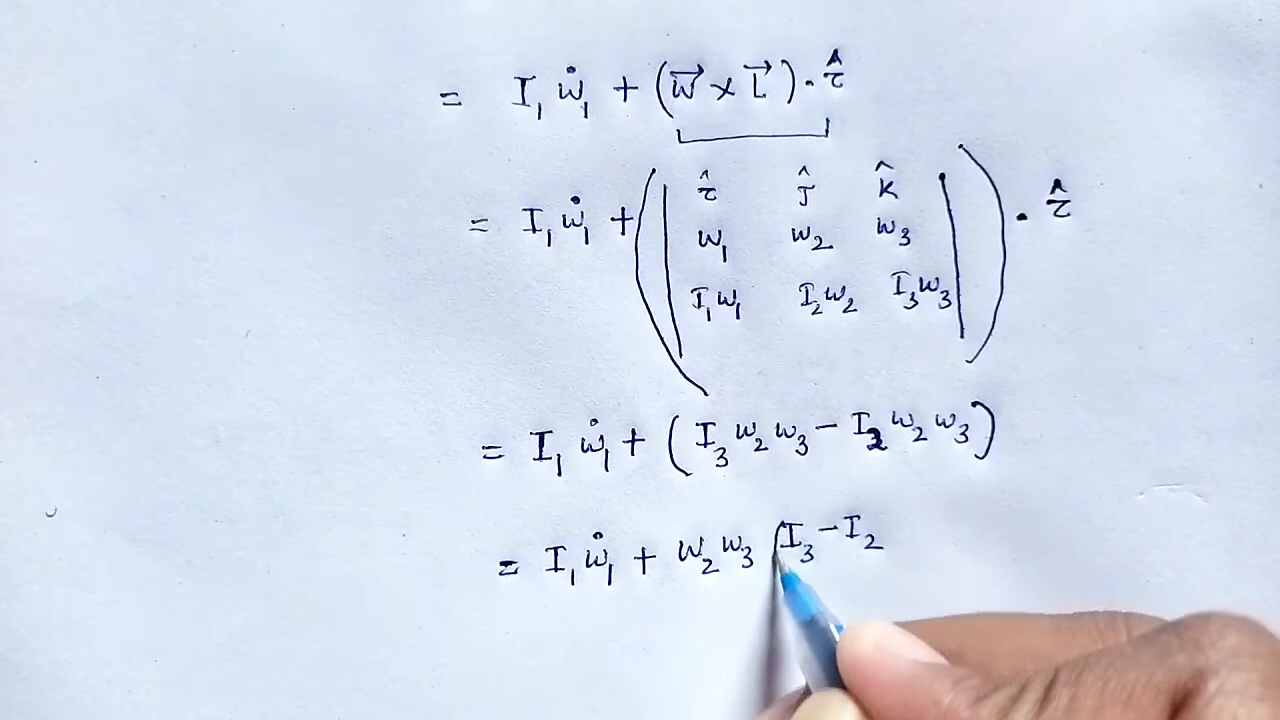 = I₁ ẇ₁ + (w⃗ × L⃗) · î
= I₁ ẇ₁ + ( | î ĵ k̂
w₁ w₂ w₃
I₁w₁ I₂w₂ I₃w₃ | ) · î
= I₁ ẇ₁ + (I₃ w₂ w₃ − I₂ w₂ w₃)
= I₁ ẇ₁ + w₂ w₃ (I₃ − I₂